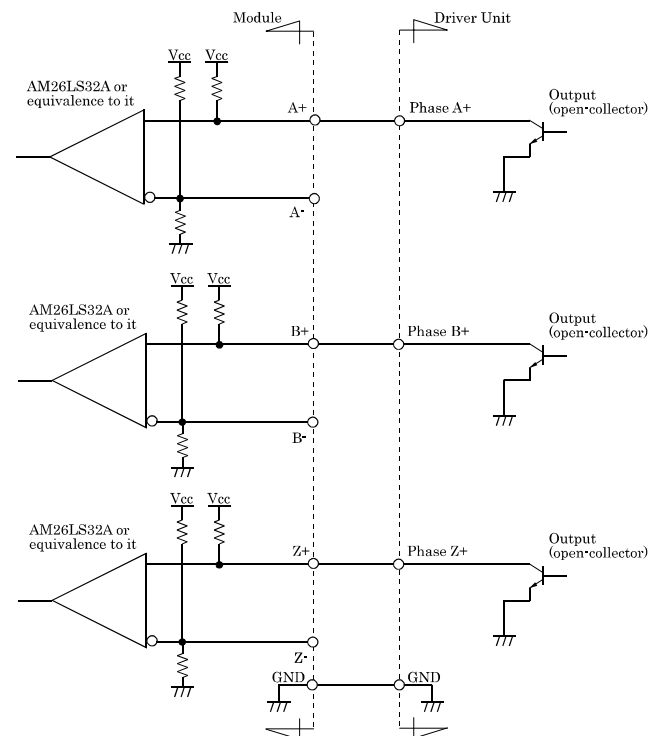 Module
Driver Unit
Vcc Vcc
AM26LS32A or
equivalence to it
A+
Phase A+
Output
(open-collector)
A-
Vcc Vcc
AM26LS32A or
equivalence to it
B+
Phase B+
Output
(open-collector)
B-
Vcc Vcc
AM26LS32A or
equivalence to it
Z+
Phase Z+
Output
(open-collector)
Z-
GND
GND